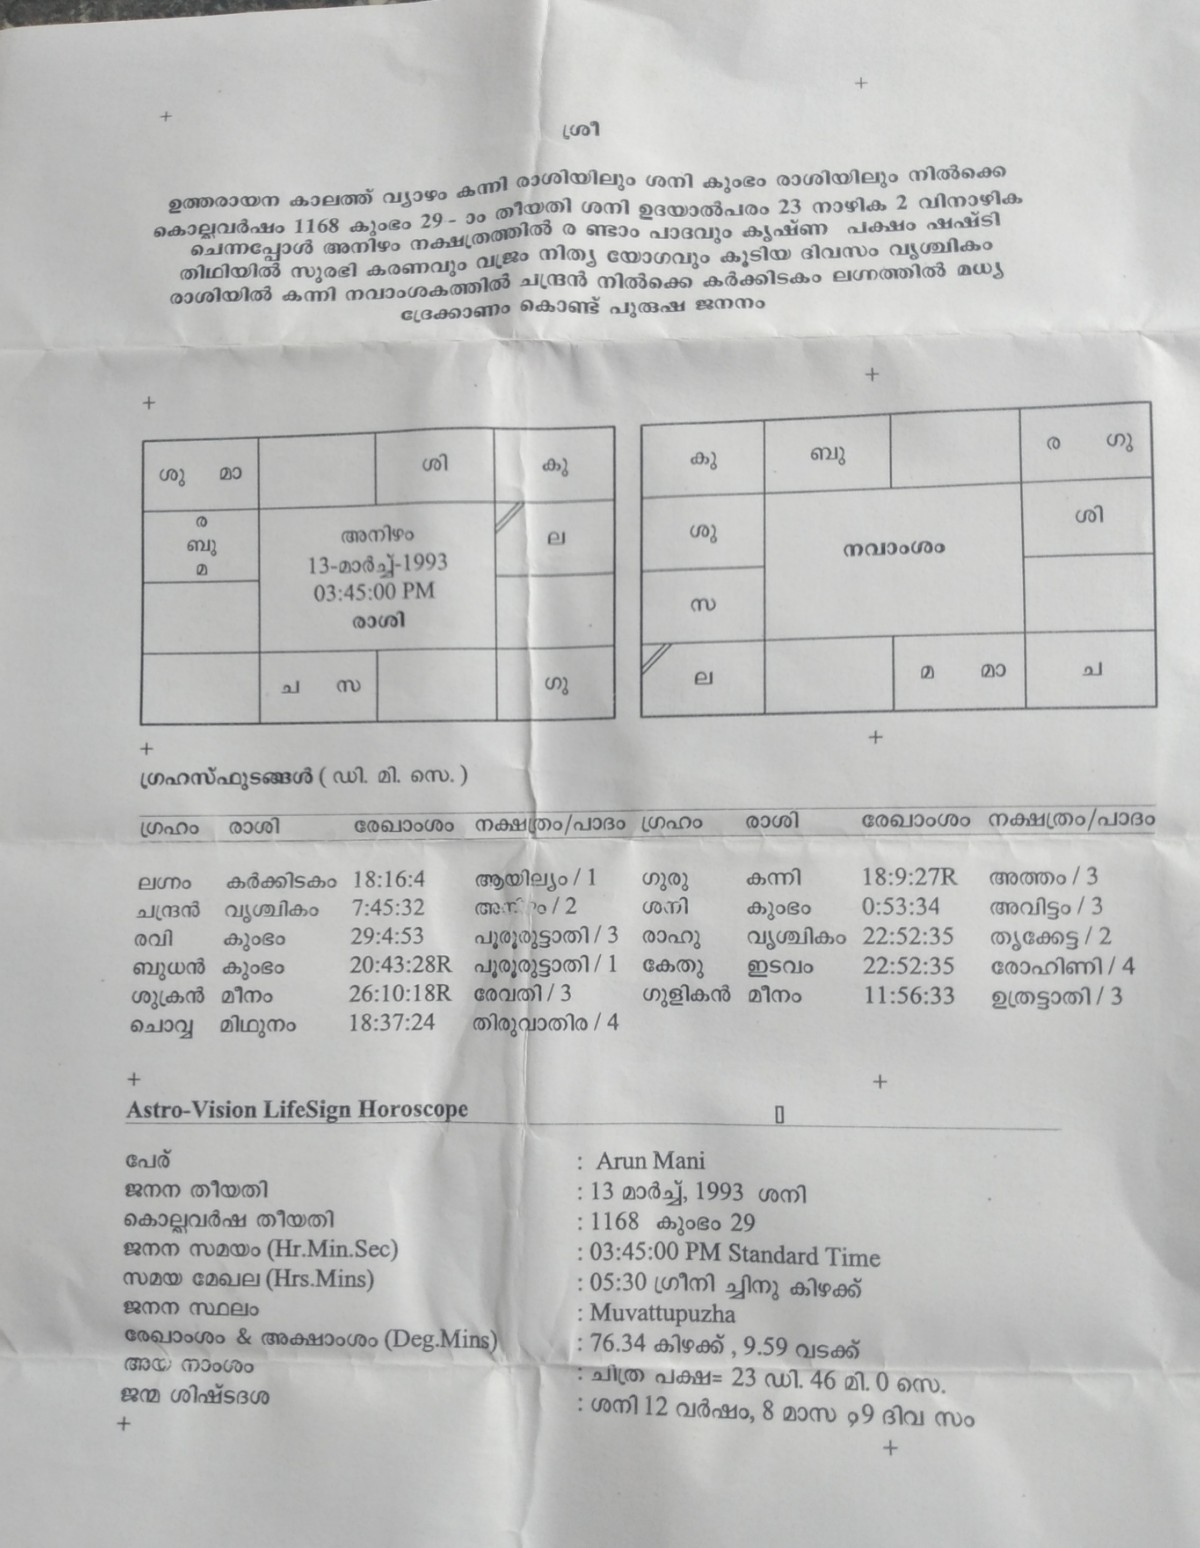 ശ്രീ
ഉത്തരായന കാലത്ത് വ്യാഴം കന്നി രാശിയിലും ശനി കുംഭം രാശിയിലും നിൽക്കെ
കൊല്ലവർഷം 1168 കുംഭം 29 - ാം തീയതി ശനി ഉദയാൽപരം 23 നാഴിക 2 വിനാഴിക
ചെന്നപ്പോൾ അനിഴം നക്ഷത്രത്തിൽ ര ണ്ടാം പാദവും കൃഷ്ണ പക്ഷം ഷഷ്ടി
തിഥിയിൽ സുരഭി കരണവും വജ്രം നിത്യ യോഗവും കൂടിയ ദിവസം വൃശ്ചികം
രാശിയിൽ കന്നി നവാംശകത്തിൽ ചന്ദ്രൻ നിൽക്കെ കർക്കിടകം ലഗ്നത്തിൽ മധ്യ
ദ്രേക്കാണം കൊണ്ട് പുരുഷ ജനനം
ശു മാ ശി കു
ര
ബു
മ
ല
അനിഴം
13-മാർച്ച്-1993
03:45:00 PM
രാശി
ച സ ഗു
കു ബു ര ഗു
ശു ശി
നവാംശം
സ
ല മ മാ ച
ഗ്രഹസ്ഫുടങ്ങൾ ( ഡി. മി. സെ. )
ഗ്രഹം രാശി രേഖാംശം നക്ഷത്രം/പാദം ഗ്രഹം രാശി രേഖാംശം നക്ഷത്രം/പാദം
ലഗ്നം കർക്കിടകം 18:16:4 ആയില്യം / 1 ഗുരു കന്നി 18:9:27R അത്തം / 3
ചന്ദ്രൻ വൃശ്ചികം 7:45:32 / 2 ശനി കുംഭം 0:53:34 അവിട്ടം / 3
രവി കുംഭം 29:4:53 പൂരൂരുട്ടാതി / 3 രാഹു വൃശ്ചികം 22:52:35 തൃക്കേട്ട / 2
ബുധൻ കുംഭം 20:43:28R പൂരൂരുട്ടാതി / 1 കേതു ഇടവം 22:52:35 രോഹിണി / 4
ശുക്രൻ മീനം 26:10:18R രേവതി / 3 ഗുളികൻ മീനം 11:56:33 ഉത്രട്ടാതി / 3
ചൊവ്വ മിഥുനം 18:37:24 തിരുവാതിര / 4
Astro-Vision LifeSign Horoscope
പേര് : Arun Mani
ജനന തീയതി : 13 മാർച്ച്, 1993 ശനി
കൊല്ലവർഷ തീയതി : 1168 കുംഭം 29
ജനന സമയം (Hr.Min.Sec) : 03:45:00 PM Standard Time
സമയ മേഖല (Hrs.Mins) : 05:30 ഗ്രീനി ച്ചിനു കിഴക്ക്
ജനന സ്ഥലം : Muvattupuzha
രേഖാംശം & അക്ഷാംശം (Deg.Mins) : 76.34 കിഴക്ക് , 9.59 വടക്ക്
അയ നാംശം : ചിത്ര പക്ഷ= 23 ഡി. 46 മി. 0 സെ.
ജന്മ ശിഷ്ടദശ : ശനി 12 വർഷം, 8 മാസ 9 ദിവ സം